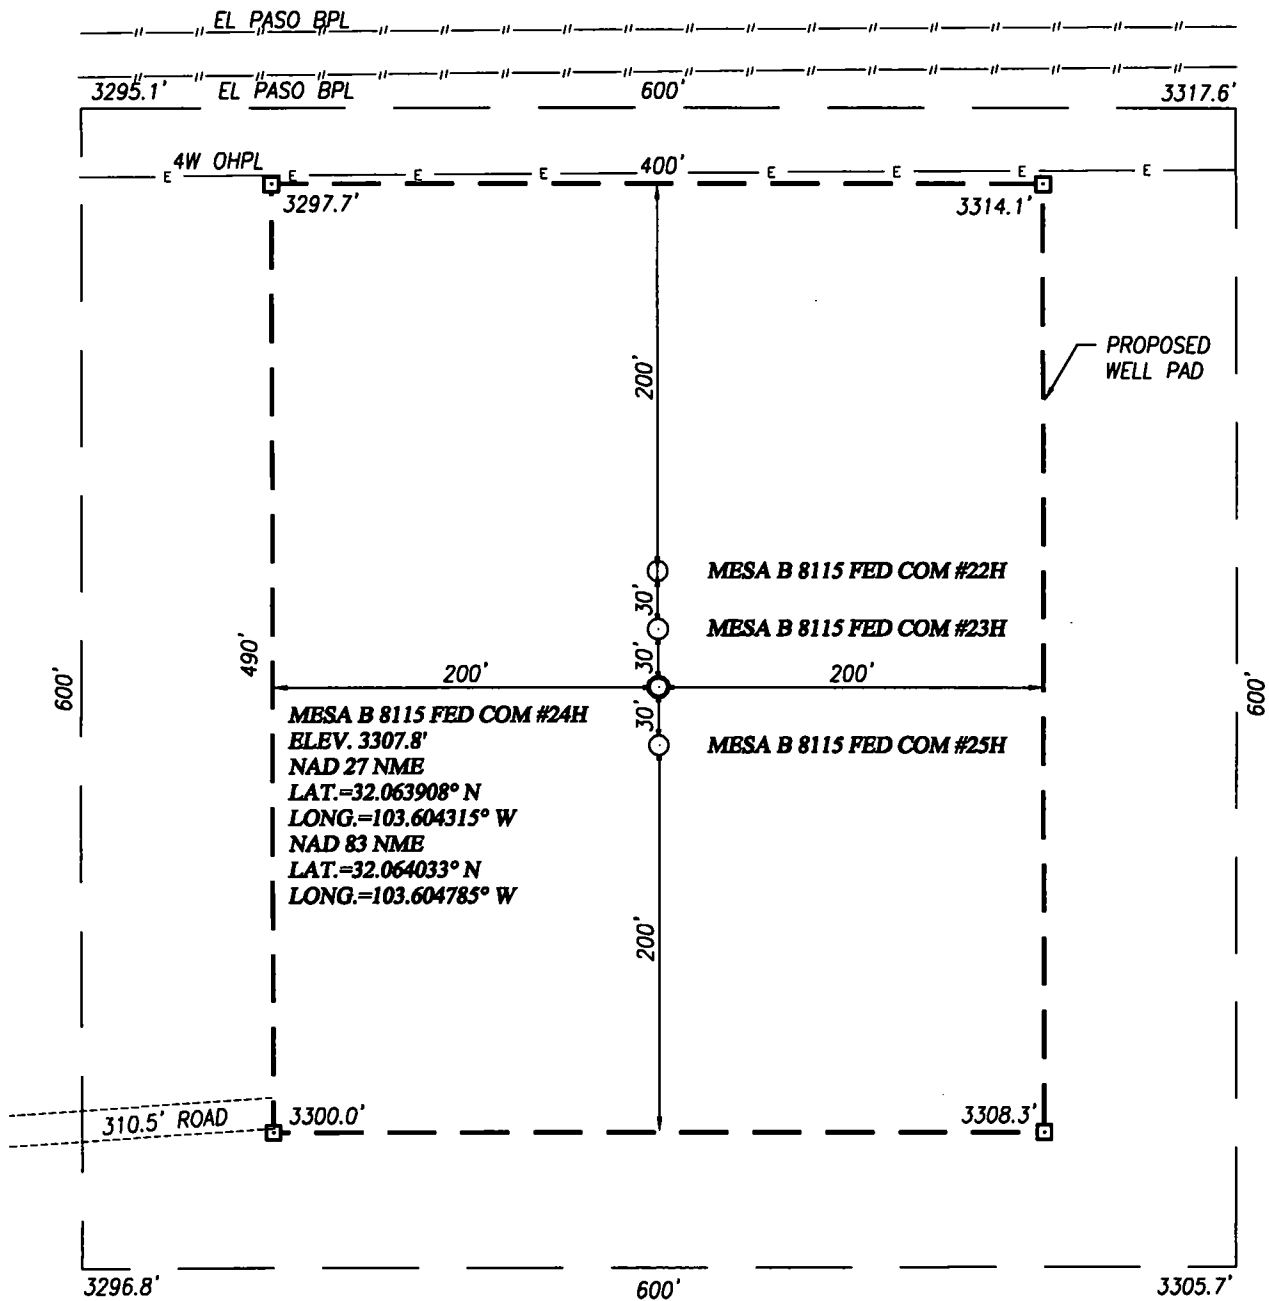 EL PASO BPL
3295.1'
EL PASO BPL
600'
3317.6'
4W OHPL
E E E E 400' E E E E
3297.7'
3314.1'
PROPOSED
WELL PAD
200'
MESA B 8115 FED COM #22H
30'
MESA B 8115 FED COM #23H
30'
490'
600'
200'
200'
600'
30'
MESA B 8115 FED COM #24H
ELEV. 3307.8'
NAD 27 NME
LAT.=32.063908° N
LONG.=103.604315° W
NAD 83 NME
LAT.=32.064033° N
LONG.=103.604785° W
MESA B 8115 FED COM #25H
200'
310.5' ROAD
3300.0'
3308.3'
3296.8'
600'
3305.7'